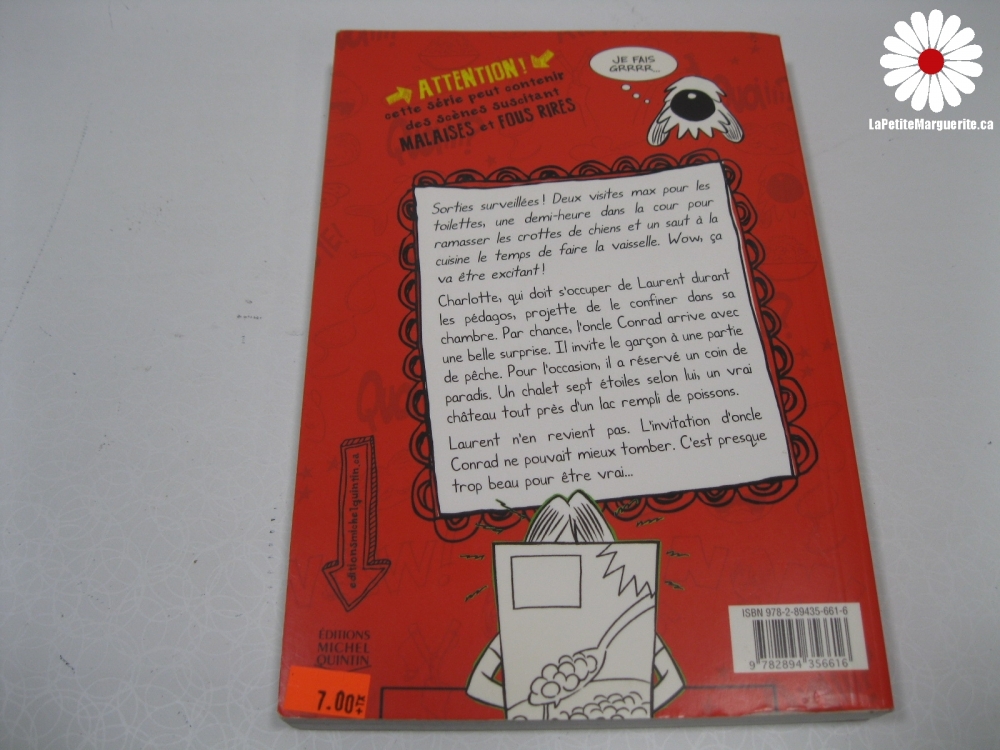 ATTENTION!
cette série peut contenir
des scènes suscitant
MALAISES et FOUS RIRES
JE FAIS
GRRRR...
LaPetiteMarguerite.ca
Sorties surveillées! Deux visites max pour les
toilettes, une demi-heure dans la cour pour
ramasser les crottes de chiens et un saut à la
cuisine le temps de faire la vaisselle. Wow, ça
va être excitant!
Charlotte, qui doit s'occuper de Laurent durant
les pédagos, projette de le confiner dans sa
chambre. Par chance, l'oncle Conrad arrive avec
une belle surprise. Il invite le garçon à une partie
de pêche. Pour l'occasion, il a réservé un coin de
paradis. Un chalet sept étoiles selon lui, un vrai
château tout près d'un lac rempli de poissons.
Laurent n'en revient pas. L'invitation d'oncle
Conrad ne pouvait mieux tomber. C'est presque
trop beau pour être vrai...
editionsmichelquintin.ca
ÉDITIONS
MICHEL
QUINTIN
7.00+TX
ISBN 978-2-89435-661-6
9 782894 356616